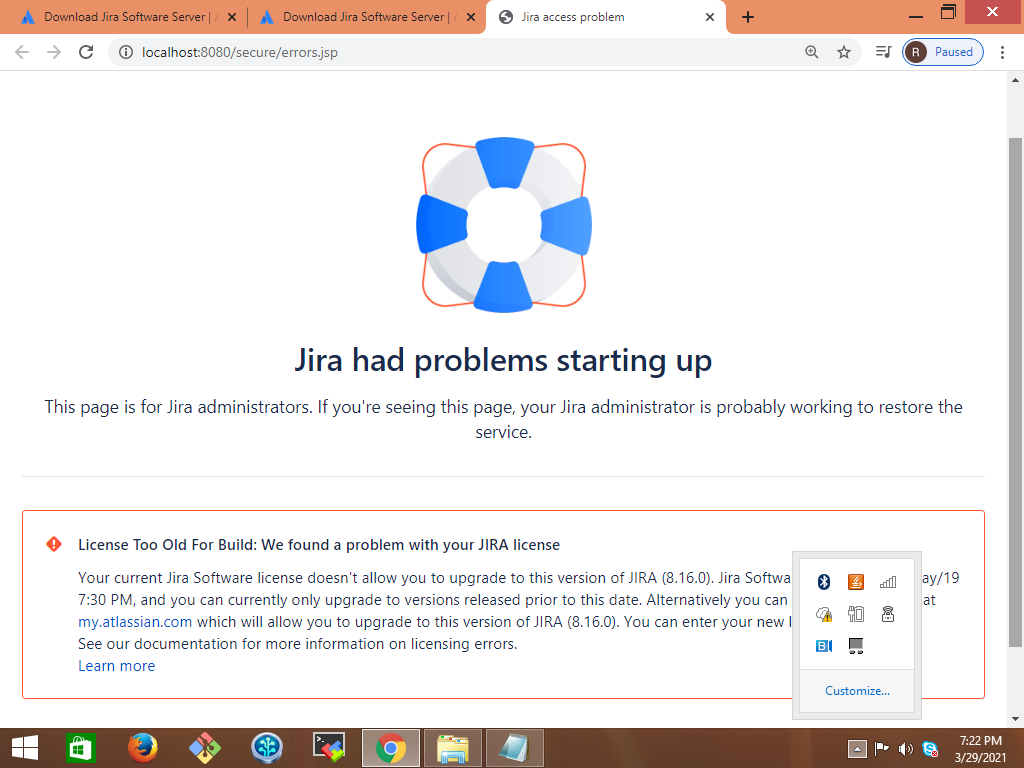 Download Jira Software Server |
Download Jira Software Server |
Jira access problem
localhost:8080/secure/errors.jsp
R
Paused
Jira had problems starting up
This page is for Jira administrators. If you're seeing this page, your Jira administrator is probably working to restore the
service.
License Too Old For Build: We found a problem with your JIRA license
Your current Jira Software license doesn't allow you to upgrade to this version of JIRA (8.16.0). Jira Softwa ay/19
7:30 PM, and you can currently only upgrade to versions released prior to this date. Alternatively you can at
my.atlassian.com which will allow you to upgrade to this version of JIRA (8.16.0). You can enter your new l
See our documentation for more information on licensing errors.
Learn more
Customize...
7:22 PM
3/29/2021